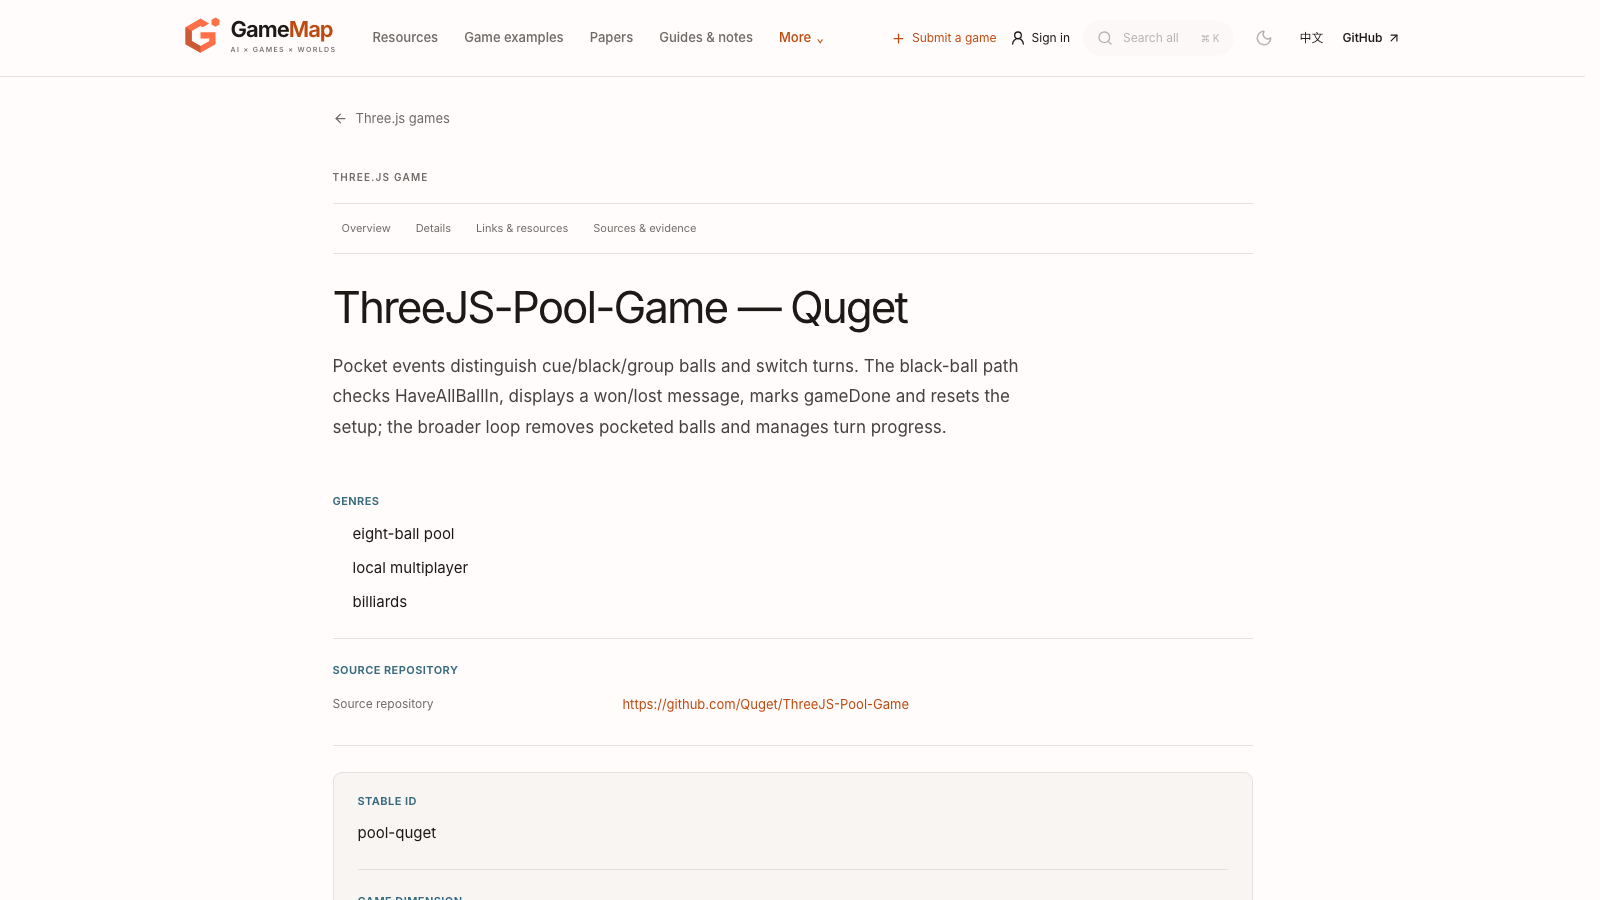 GameMap
AI × GAMES × WORLDS
Resources
Game examples
Papers
Guides & notes
More
Submit a game
Sign in
Search all
⌘ K
中文
GitHub
Three.js games
THREE.JS GAME
Overview
Details
Links & resources
Sources & evidence
ThreeJS-Pool-Game — Quget
Pocket events distinguish cue/black/group balls and switch turns. The black-ball path
checks HaveAllBallIn, displays a won/lost message, marks gameDone and resets the
setup; the broader loop removes pocketed balls and manages turn progress.
GENRES
eight-ball pool
local multiplayer
billiards
SOURCE REPOSITORY
Source repository
https://github.com/Quget/ThreeJS-Pool-Game
STABLE ID
pool-quget
GAME DIMENSION